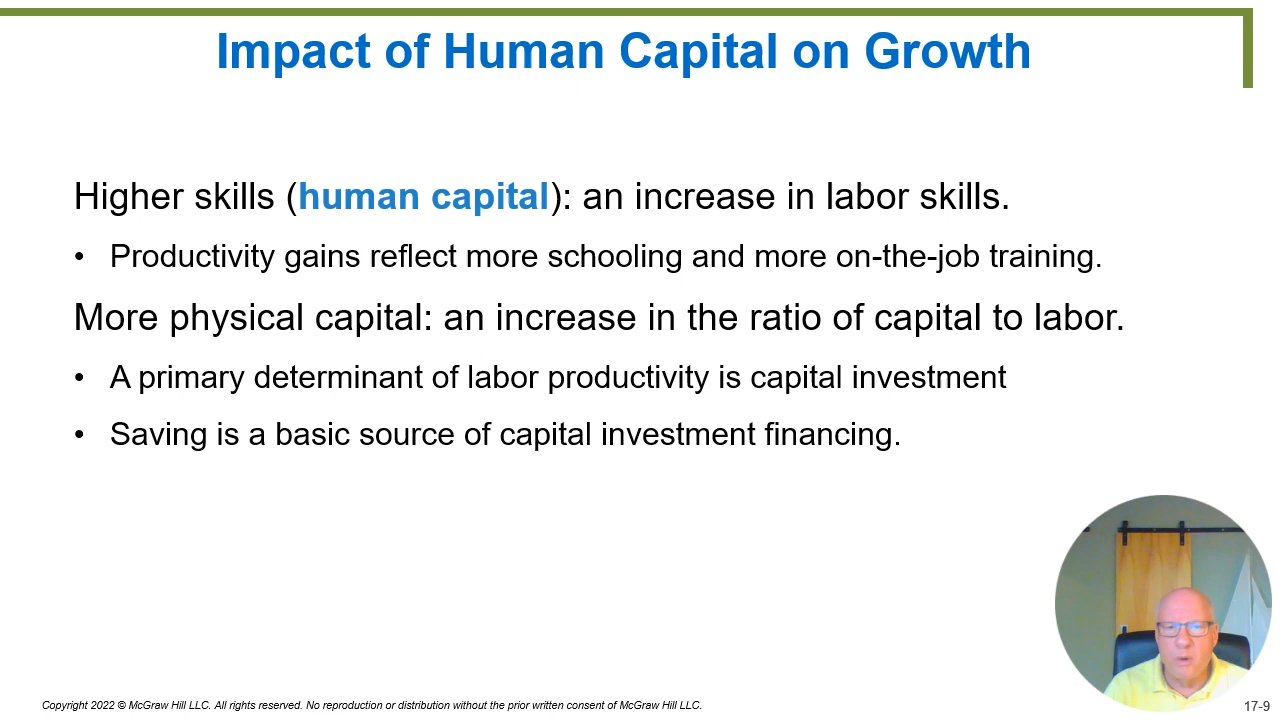 Impact of Human Capital on Growth
Higher skills (human capital): an increase in labor skills.
• Productivity gains reflect more schooling and more on-the-job training.
More physical capital: an increase in the ratio of capital to labor.
• A primary determinant of labor productivity is capital investment
• Saving is a basic source of capital investment financing.
Copyright 2022 © McGraw Hill LLC. All rights reserved. No reproduction or distribution without the prior written consent of McGraw Hill LLC.
17-9